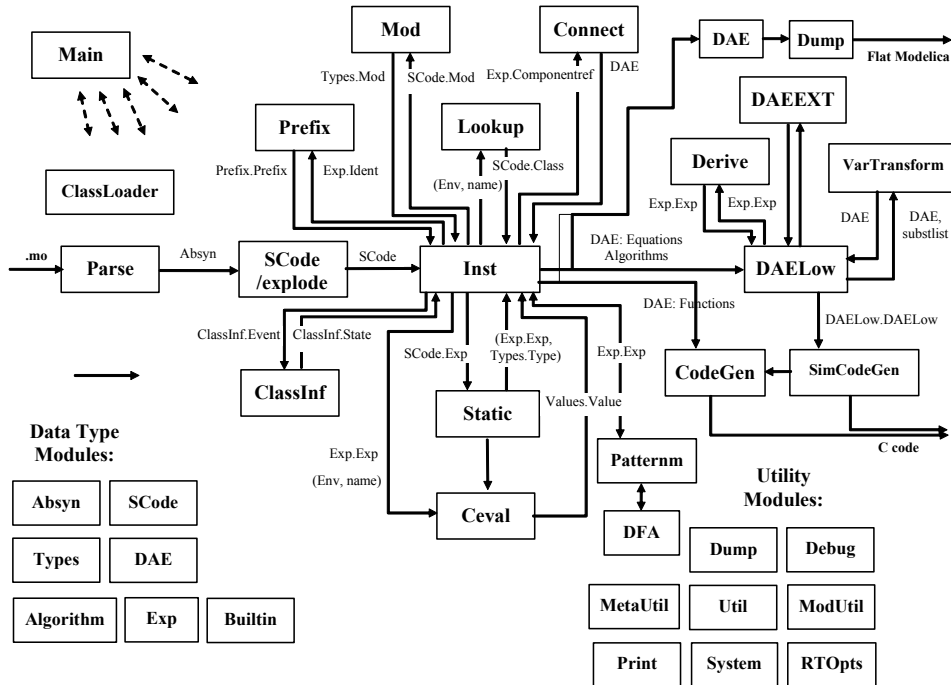 Main
Mod
Connect
DAE
Dump
Flat Modelica
Types.Mod
SCode.Mod
Exp.Componentref
DAE
DAEEXT
Prefix
Lookup
Prefix.Prefix
Exp.Ident
SCode.Class
(Env, name)
Derive
VarTransform
Exp.Exp
Exp.Exp
ClassLoader
DAE
DAE,
substlist
.mo
Parse
Absyn
SCode
/explode
SCode
Inst
DAE: Equations
Algorithms
DAELow
DAE: Functions
DAELow.DAELow
ClassInf.Event
ClassInf.State
SCode.Exp
(Exp.Exp,
Types.Type)
Exp.Exp
ClassInf
CodeGen
SimCodeGen
Static
Values.Value
C code
Data Type
Modules:
Exp.Exp
(Env, name)
Patternm
Utility
Modules:
Absyn
SCode
Ceval
DFA
Types
DAE
Dump
Debug
Algorithm
Exp
Builtin
MetaUtil
Util
ModUtil
Print
System
RTOpts